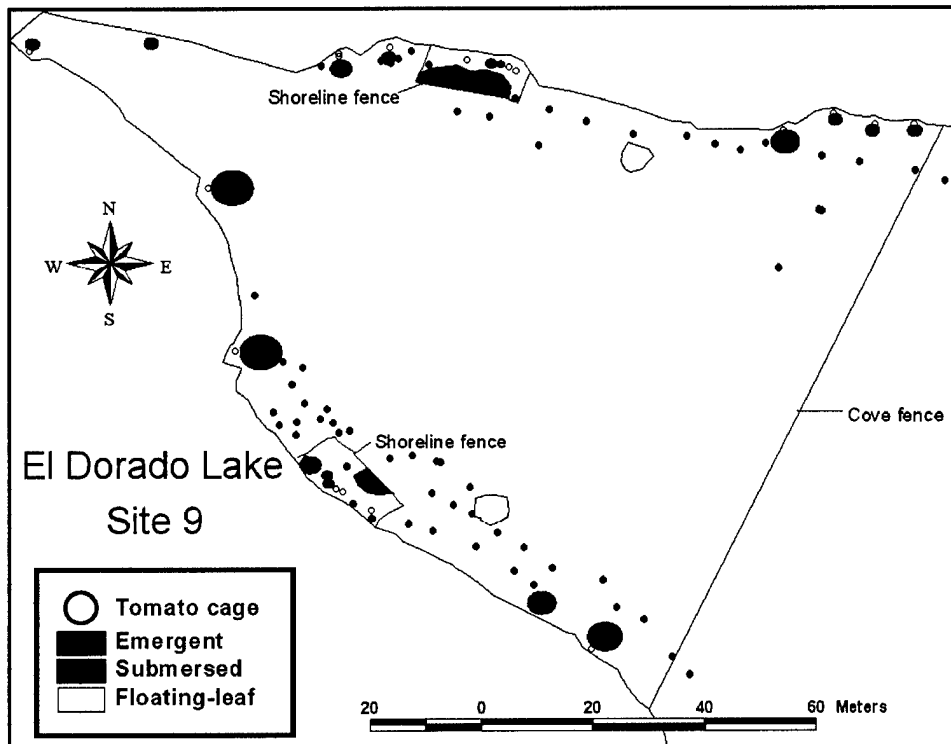 Shoreline fence
N
W E
S
Cove fence
Shoreline fence
El Dorado Lake
Site 9
Tomato cage
Emergent
Submersed
Floating-leaf
20 0 20 40 60 Meters